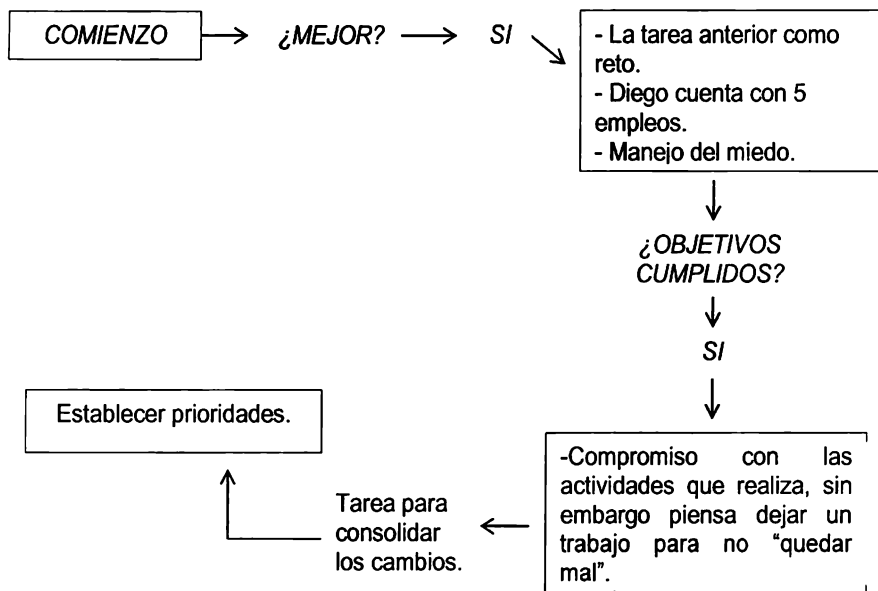 COMIENZO
¿MEJOR?
SI
- La tarea anterior como
reto.
- Diego cuenta con 5
empleos.
- Manejo del miedo.
¿OBJETIVOS
CUMPLIDOS?
SI
-Compromiso con las
actividades que realiza, sin
embargo piensa dejar un
trabajo para no “quedar
mal”.
Tarea para
consolidar
los cambios.
Establecer prioridades.